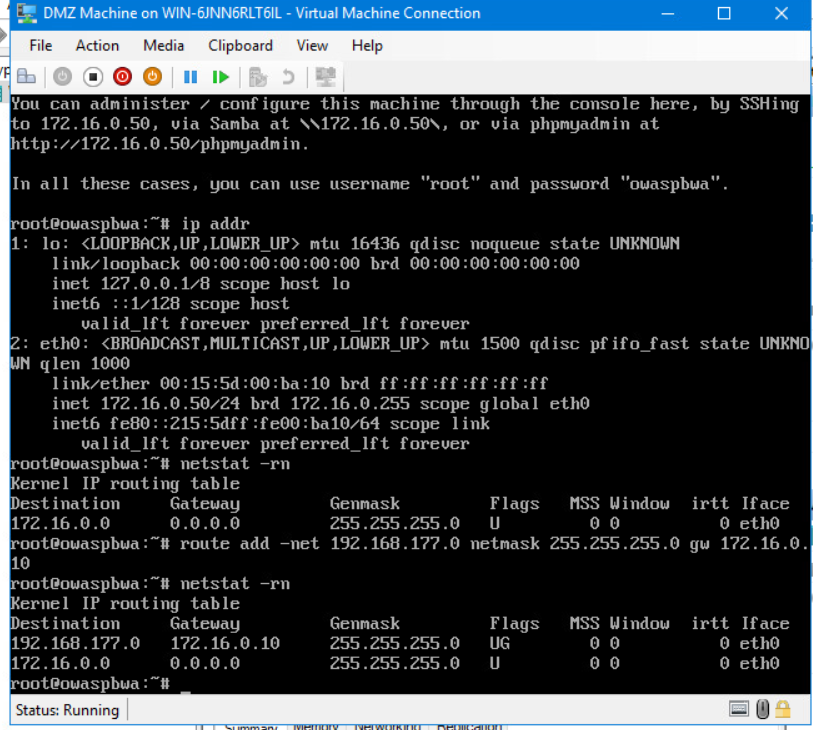 DMZ Machine on WIN-6JNN6RLT6IL - Virtual Machine Connection
File Action Media Clipboard View Help
You can administer / configure this machine through the console here, by SSHing
to 172.16.0.50, via Samba at \\172.16.0.50\, or via phpmyadmin at
http://172.16.0.50/phpmyadmin.
In all these cases, you can use username "root" and password "owaspbwa".
root@owaspbwa:~# ip addr
1: lo: <LOOPBACK,UP,LOWER_UP> mtu 16436 qdisc noqueue state UNKNOWN
link/loopback 00:00:00:00:00:00 brd 00:00:00:00:00:00
inet 127.0.0.1/8 scope host lo
inet6 ::1/128 scope host
valid_lft forever preferred_lft forever
2: eth0: <BROADCAST,MULTICAST,UP,LOWER_UP> mtu 1500 qdisc pfifo_fast state UNKNO
WN qlen 1000
link/ether 00:15:5d:00:ba:10 brd ff:ff:ff:ff:ff:ff
inet 172.16.0.50/24 brd 172.16.0.255 scope global eth0
inet6 fe80::215:5dff:fe00:ba10/64 scope link
valid_lft forever preferred_lft forever
root@owaspbwa:~# netstat -rn
Kernel IP routing table
Destination Gateway Genmask Flags MSS Window irtt Iface
172.16.0.0 0.0.0.0 255.255.255.0 U 0 0 0 eth0
root@owaspbwa:~# route add -net 192.168.177.0 netmask 255.255.255.0 gw 172.16.0.
10
root@owaspbwa:~# netstat -rn
Kernel IP routing table
Destination Gateway Genmask Flags MSS Window irtt Iface
192.168.177.0 172.16.0.10 255.255.255.0 UG 0 0 0 eth0
172.16.0.0 0.0.0.0 255.255.255.0 U 0 0 0 eth0
root@owaspbwa:~# _
Status: Running
Summary Memory Networking Replication